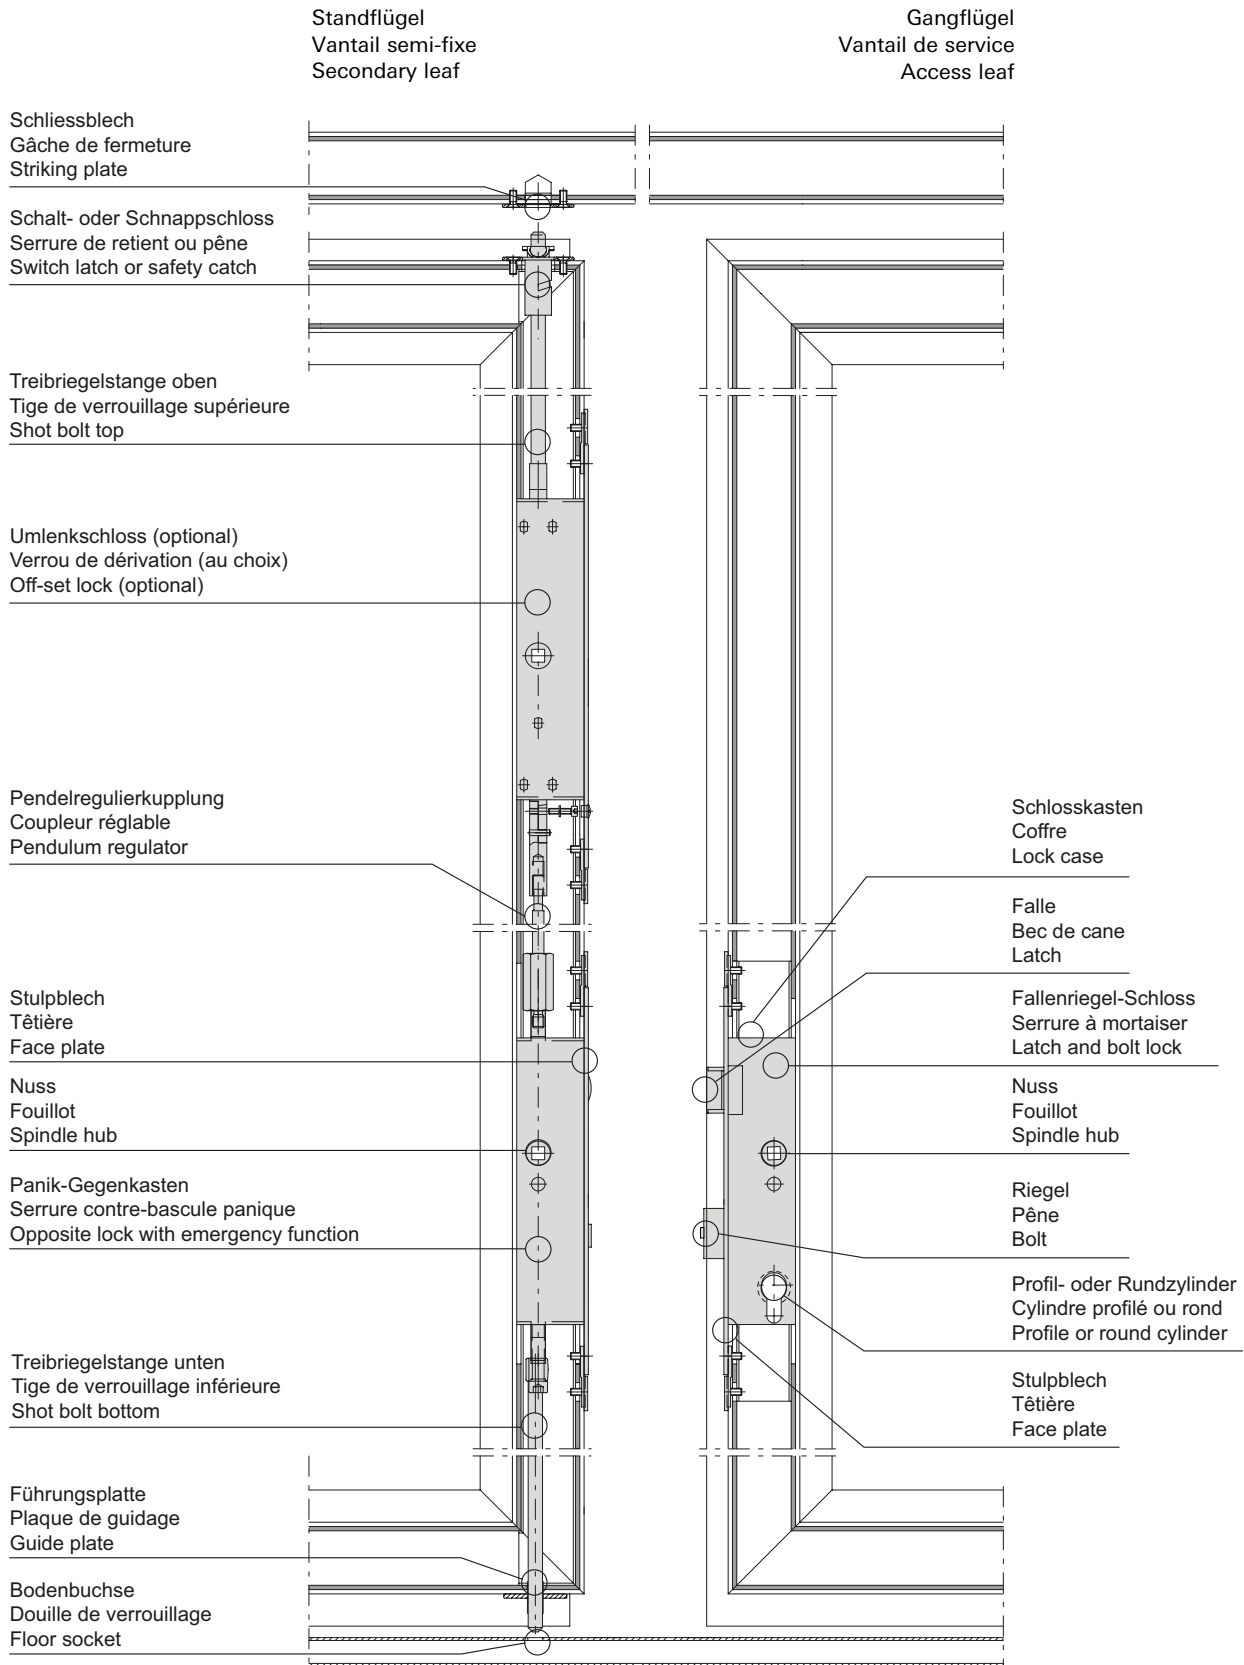 Standflügel
Vantail semi-fixe
Secondary leaf
Gangflügel
Vantail de service
Access leaf
Schliessblech
Gâche de fermeture
Striking plate
Schalt- oder Schnappschloss
Serrure de retient ou pêne
Switch latch or safety catch
Treibriegelstange oben
Tige de verrouillage supérieure
Shot bolt top
Umlenkschloss (optional)
Verrou de dérivation (au choix)
Off-set lock (optional)
Pendelregulierkupplung
Coupleur réglable
Pendulum regulator
Stulpblech
Têtière
Face plate
Nuss
Fouillot
Spindle hub
Panik-Gegenkasten
Serrure contre-bascule panique
Opposite lock with emergency function
Treibriegelstange unten
Tige de verrouillage inférieure
Shot bolt bottom
Führungsplatte
Plaque de guidage
Guide plate
Bodenbuchse
Douille de verrouillage
Floor socket
Schlosskasten
Coffre
Lock case
Falle
Bec de cane
Latch
Fallenriegel-Schloss
Serrure à mortaiser
Latch and bolt lock
Nuss
Fouillot
Spindle hub
Riegel
Pêne
Bolt
Profil- oder Rundzylinder
Cylindre profilé ou rond
Profile or round cylinder
Stulpblech
Têtière
Face plate